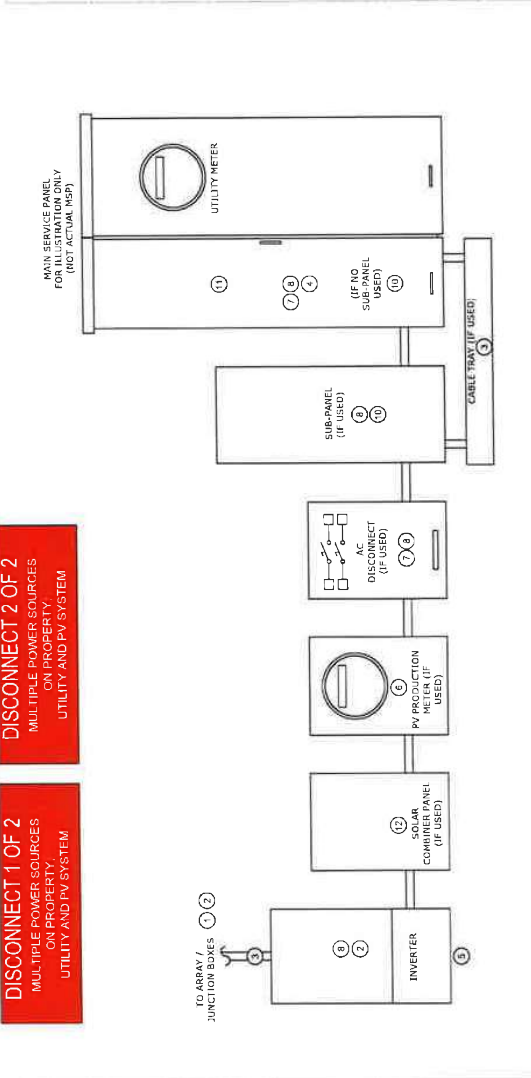 DISCONNECT 1 OF 2
MULTIPLE POWER SOURCES
ON PROPERTY:
UTILITY AND PV SYSTEM
DISCONNECT 2 OF 2
MULTIPLE POWER SOURCES
ON PROPERTY:
UTILITY AND PV SYSTEM
MAIN SERVICE PANEL
FOR ILLUSTRATION ONLY
(NOT ACTUAL MSP)
TO ARRAY /
JUNCTION BOXES 1 2
3
8
2
INVERTER
5
12
SOLAR
COMBINER PANEL
(IF USED)
6
PV PRODUCTION
METER (IF
USED)
AC
DISCONNECT
(IF USED)
7 8
SUB-PANEL
(IF USED)
8
10
11
8
7 4
(IF NO
SUB-PANEL
USED)
10
UTILITY METER
CABLE TRAY (IF USED)
3